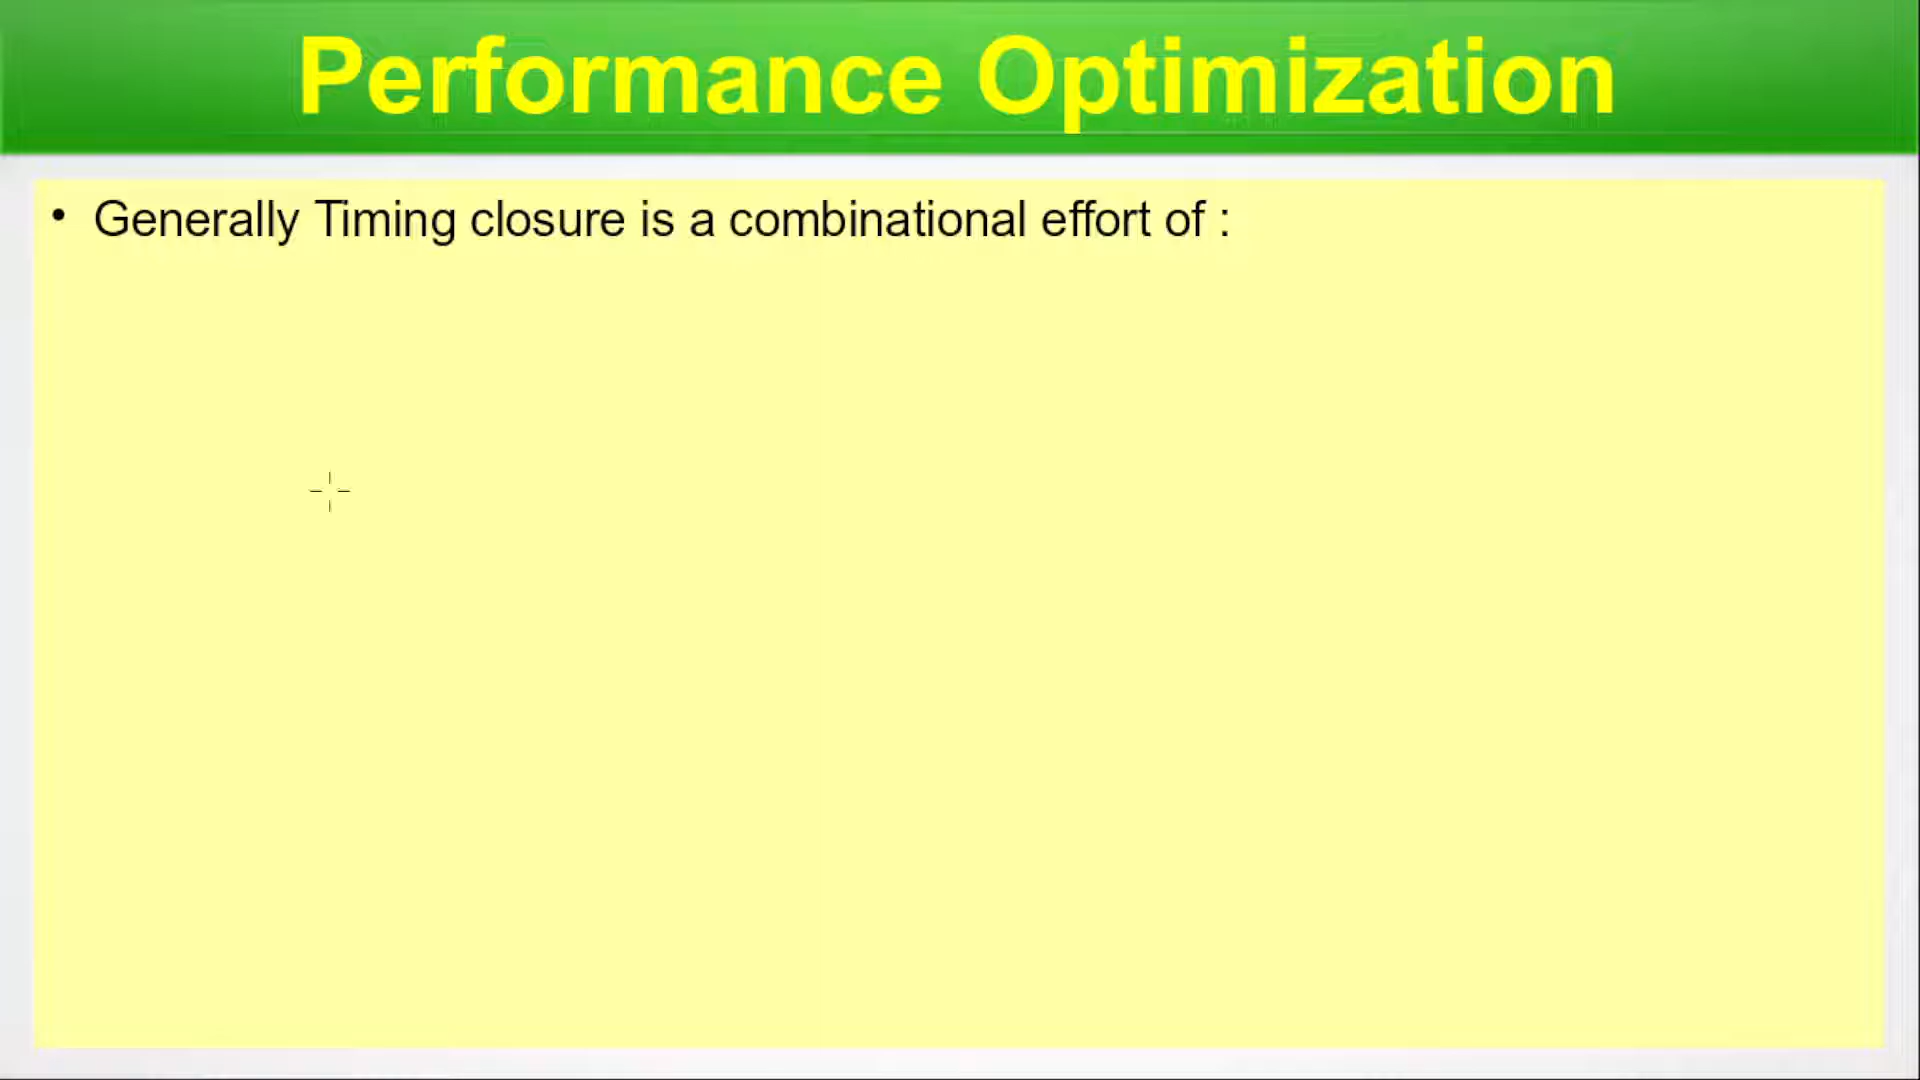 Performance Optimization
• Generally Timing closure is a combinational effort of :